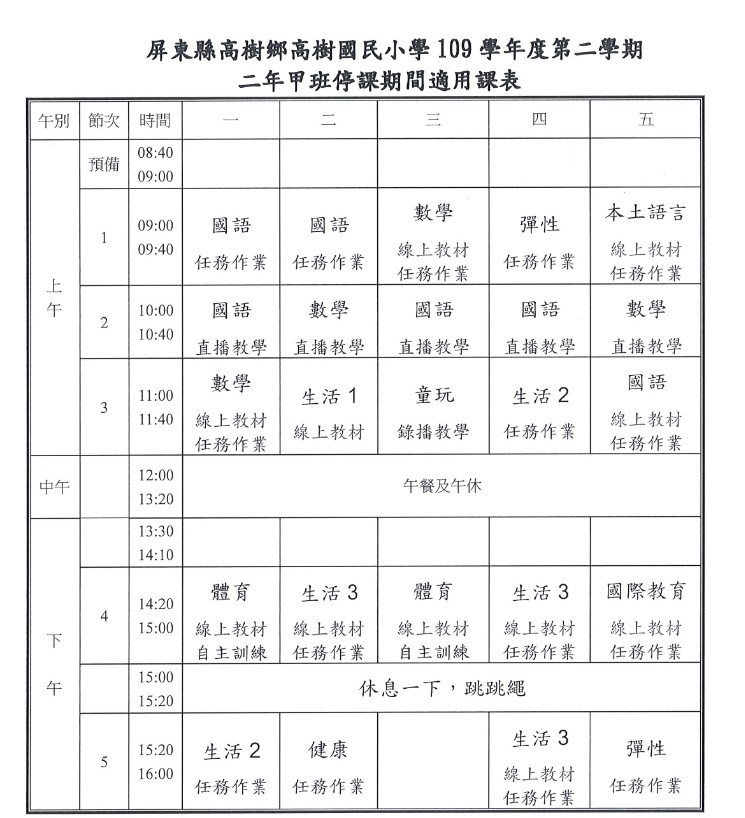 屏東縣高樹鄉高樹國民小學 109 學年度第二學期
二年甲班停課期間適用課表
午別 節次 時間 一 二 三 四 五
上午
預備 08:40 09:00
1 09:00 09:40
國語 國語 數學 彈性 本土語言
任務作業 任務作業 線上教材 任務作業 線上教材
任務作業 任務作業
2 10:00 10:40
國語 數學 國語 國語 數學
直播教學 直播教學 直播教學 直播教學 直播教學
3 11:00 11:40
數學 生活 1 童玩 生活 2 國語
線上教材 線上教材 錄播教學 任務作業 線上教材
任務作業 任務作業
中午 12:00 13:20 午餐及午休
下午
13:30 14:10
4 14:20 15:00
體育 生活 3 體育 生活 3 國際教育
線上教材 線上教材 線上教材 線上教材 線上教材
自主訓練 任務作業 自主訓練 任務作業 任務作業
15:00 15:20 休息一下，跳跳繩
5 15:20 16:00
生活 2 健康 生活 3 彈性
任務作業 任務作業 線上教材 任務作業
任務作業